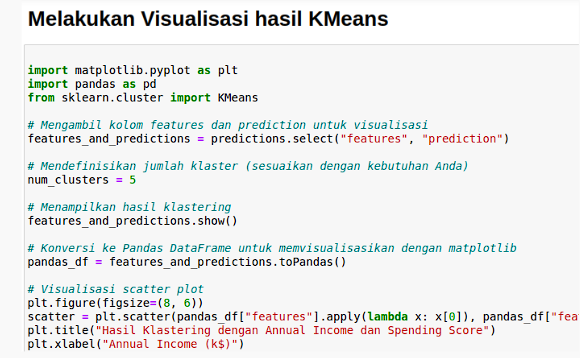 Melakukan Visualisasi hasil KMeans
import matplotlib.pyplot as plt
import pandas as pd
from sklearn.cluster import KMeans
# Mengambil kolom features dan prediction untuk visualisasi
features_and_predictions = predictions.select("features", "prediction")
# Mendefinisikan jumlah klaster (sesuaikan dengan kebutuhan Anda)
num_clusters = 5
# Menampilkan hasil klastering
features_and_predictions.show()
# Konversi ke Pandas DataFrame untuk memvisualisasikan dengan matplotlib
pandas_df = features_and_predictions.toPandas()
# Visualisasi scatter plot
plt.figure(figsize=(8, 6))
scatter = plt.scatter(pandas_df["features"].apply(lambda x: x[0]), pandas_df["fea
plt.title("Hasil Klastering dengan Annual Income dan Spending Score")
plt.xlabel("Annual Income (k$)")